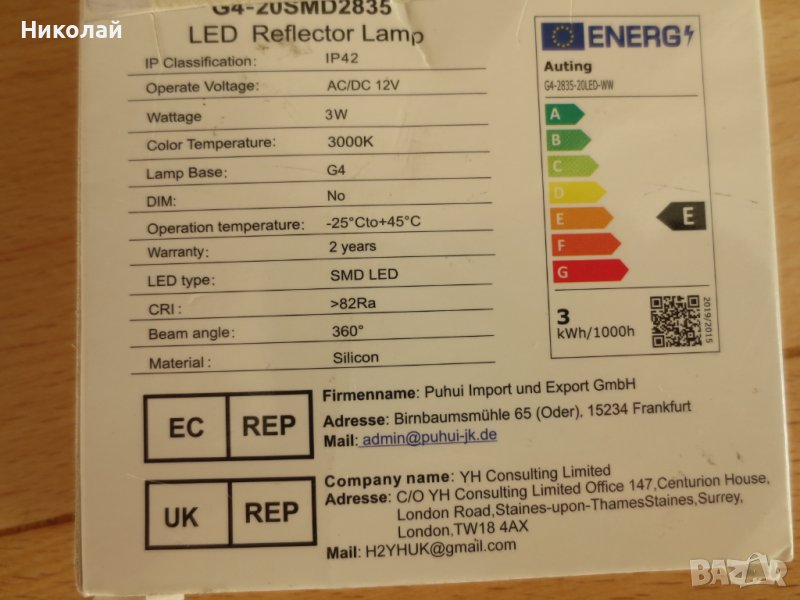 Николай
G4-20SMD2835
LED Reflector Lamp
IP Classification: IP42
Operate Voltage: AC/DC 12V
Wattage 3W
Color Temperature: 3000K
Lamp Base: G4
DIM: No
Operation temperature: -25°Cto+45°C
Warranty: 2 years
LED type: SMD LED
CRI : >82Ra
Beam angle: 360°
Material : Silicon
ENERG
Auting
G4-2835-20LED-WW
A
B
C
D
E
E
F
G
3
kWh/1000h
2019/2015
EC REP
Firmenname: Puhui Import und Export GmbH
Adresse: Birnbaumsmühle 65 (Oder), 15234 Frankfurt
Mail: admin@puhui-jk.de
UK REP
Company name: YH Consulting Limited
Adresse: C/O YH Consulting Limited Office 147,Centurion House,
London Road,Staines-upon-ThamesStaines,Surrey,
London,TW18 4AX
Mail: H2YHUK@gmail.com
BAZAR